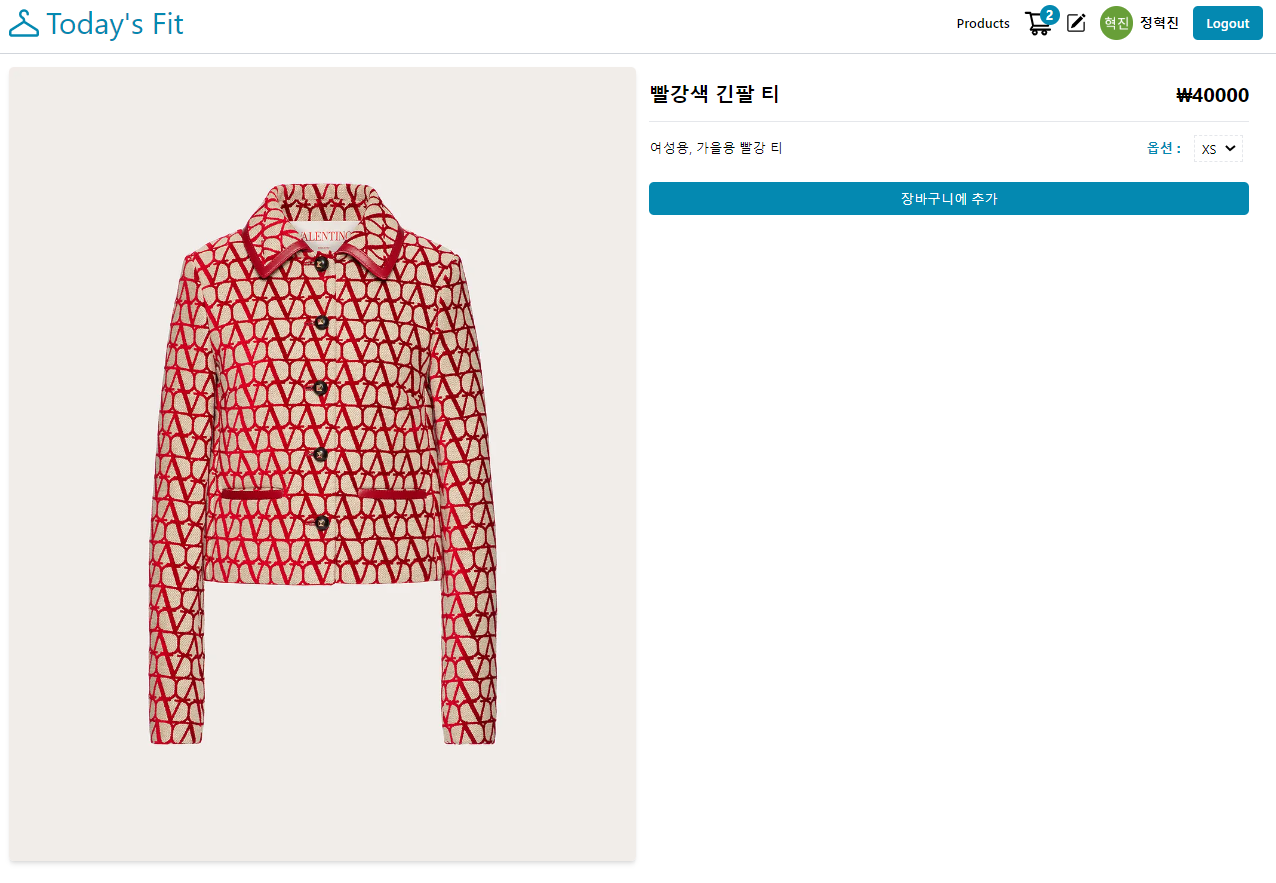 Today's Fit
Products
2
혁진
정혁진
Logout
빨강색 긴팔 티
₩40000
여성용, 가을용 빨강 티
옵션 :
XS
장바구니에 추가
ALENTINO